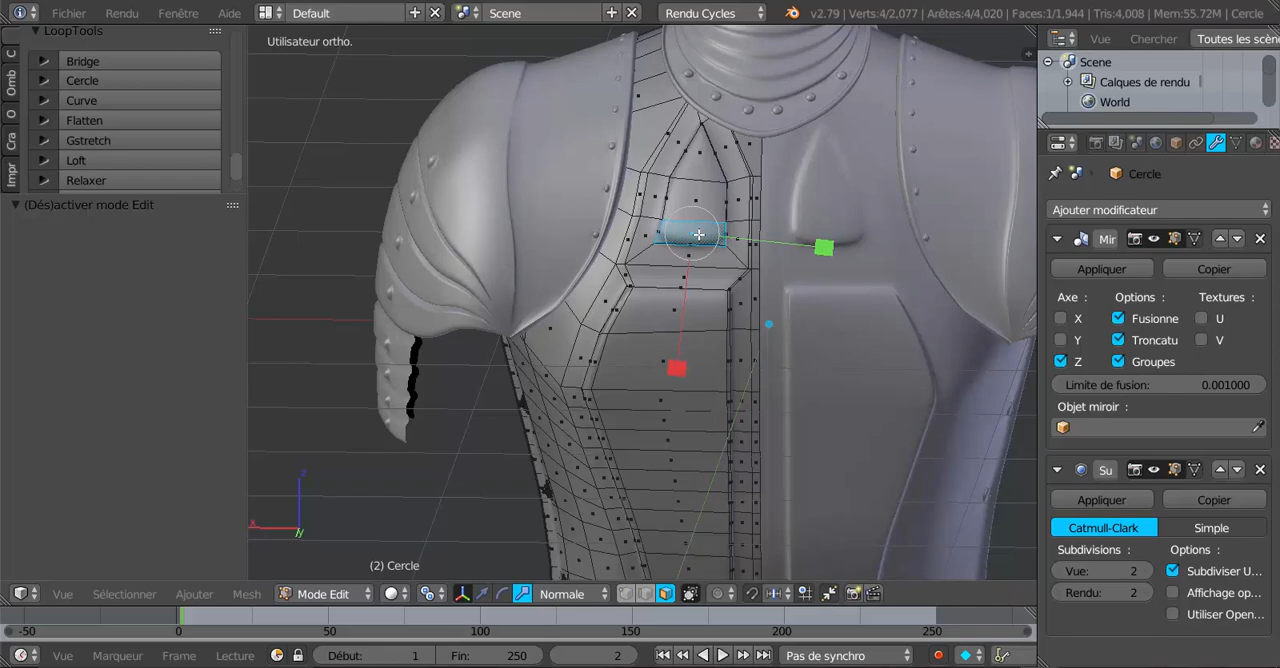 Fichier Rendu Fenêtre Aide Default Scene Rendu Cycles v2.79 | Verts:4/2,077 | Arêtes:4/4,020 | Faces:1/1,944 | Tris:4,008 | Mem:55.72M | Cercle
LoopTools
Bridge
Cercle
Curve
Flatten
Gstretch
Loft
Relaxer
(Dés)activer mode Edit
C
Omb
O
Cra
Impr
Utilisateur ortho.
(2) Cercle
z
x
y
Vue Sélectionner Ajouter Mesh Mode Edit Normale
-50 0 50 100 150 200 250
Vue Marqueur Frame Lecture Début: 1 Fin: 250 2 Pas de synchro
Vue Chercher Toutes les scèn
Scene
Calques de rendu
World
Cercle
Ajouter modificateur
Mir
Appliquer Copier
Axe : Options : Textures :
X Fusionne U
Y Troncatu V
Z Groupes
Limite de fusion: 0.001000
Objet miroir :
Su
Appliquer Copier
Catmull-Clark Simple
Subdivisions : Options :
Vue: 2 Subdiviser U...
Rendu: 2 Affichage op...
Utiliser Open...